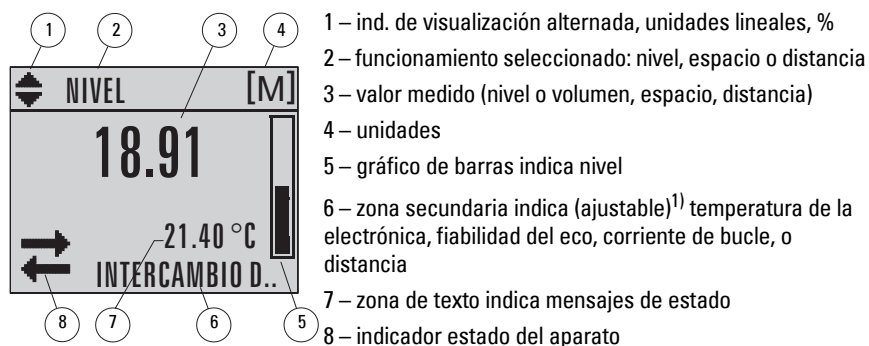 1 2 3 4
NIVEL [M]
18.91
21.40 °C
INTERCAMBIO D..
8 7 6 5
1 – ind. de visualización alternada, unidades lineales, %
2 – funcionamiento seleccionado: nivel, espacio o distancia
3 – valor medido (nivel o volumen, espacio, distancia)
4 – unidades
5 – gráfico de barras indica nivel
6 – zona secundaria indica (ajustable)1) temperatura de la
electrónica, fiabilidad del eco, corriente de bucle, o
distancia
7 – zona de texto indica mensajes de estado
8 – indicador estado del aparato